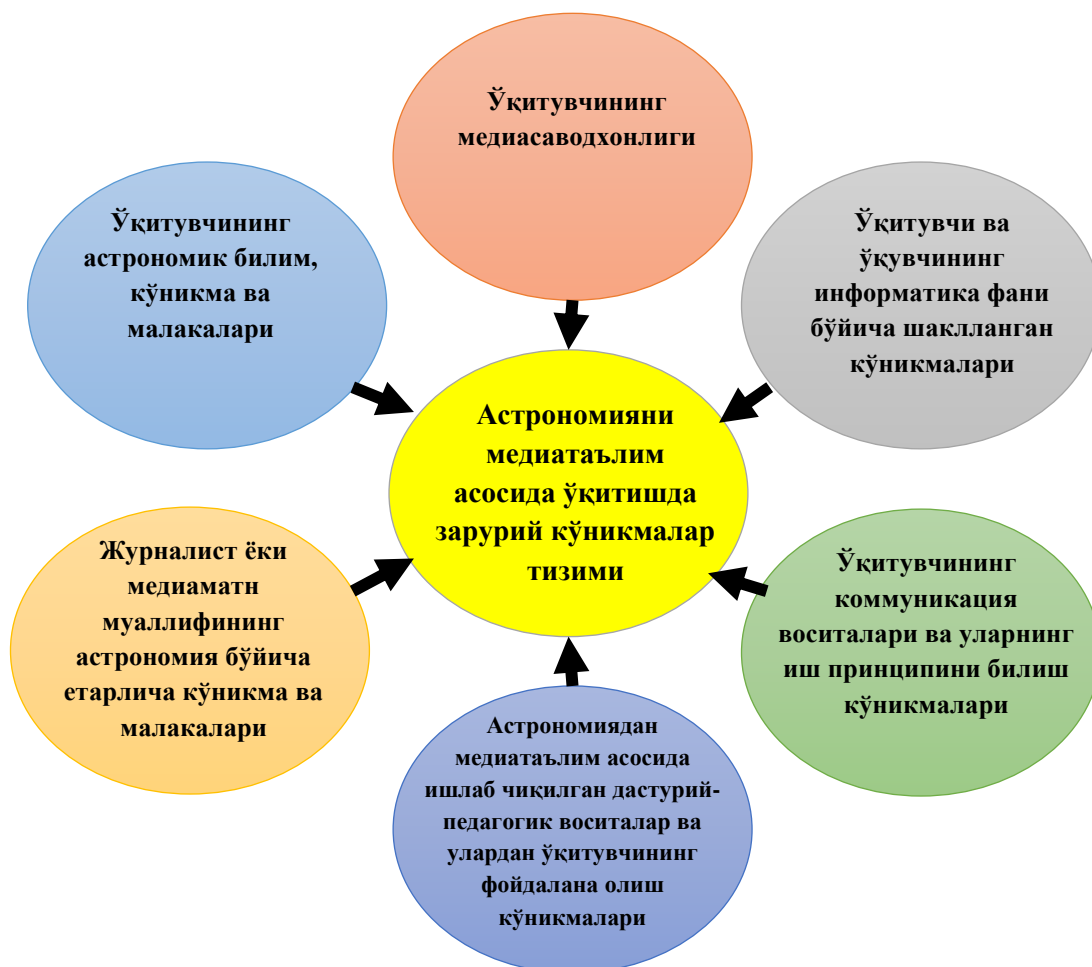 Ўқитувчининг
медиасаводхонлиги
Ўқитувчининг
астрономик билим,
кўникма ва
малакалари
Ўқитувчи ва
ўқувчининг
информатика фани
бўйича шаклланган
кўникмалари
Астрономияни
медиатаълим
асосида ўқитишда
зарурий кўникмалар
тизими
Журналист ёки
медиаматн
муаллифининг
астрономия бўйича
етарлича кўникма ва
малакалари
Ўқитувчининг
коммуникация
воситалари ва уларнинг
иш принципини билиш
кўникмалари
Астрономиядан
медиатаълим асосида
ишлаб чиқилган дастурий-
педагогик воситалар ва
улардан ўқитувчининг
фойдалана олиш
кўникмалари